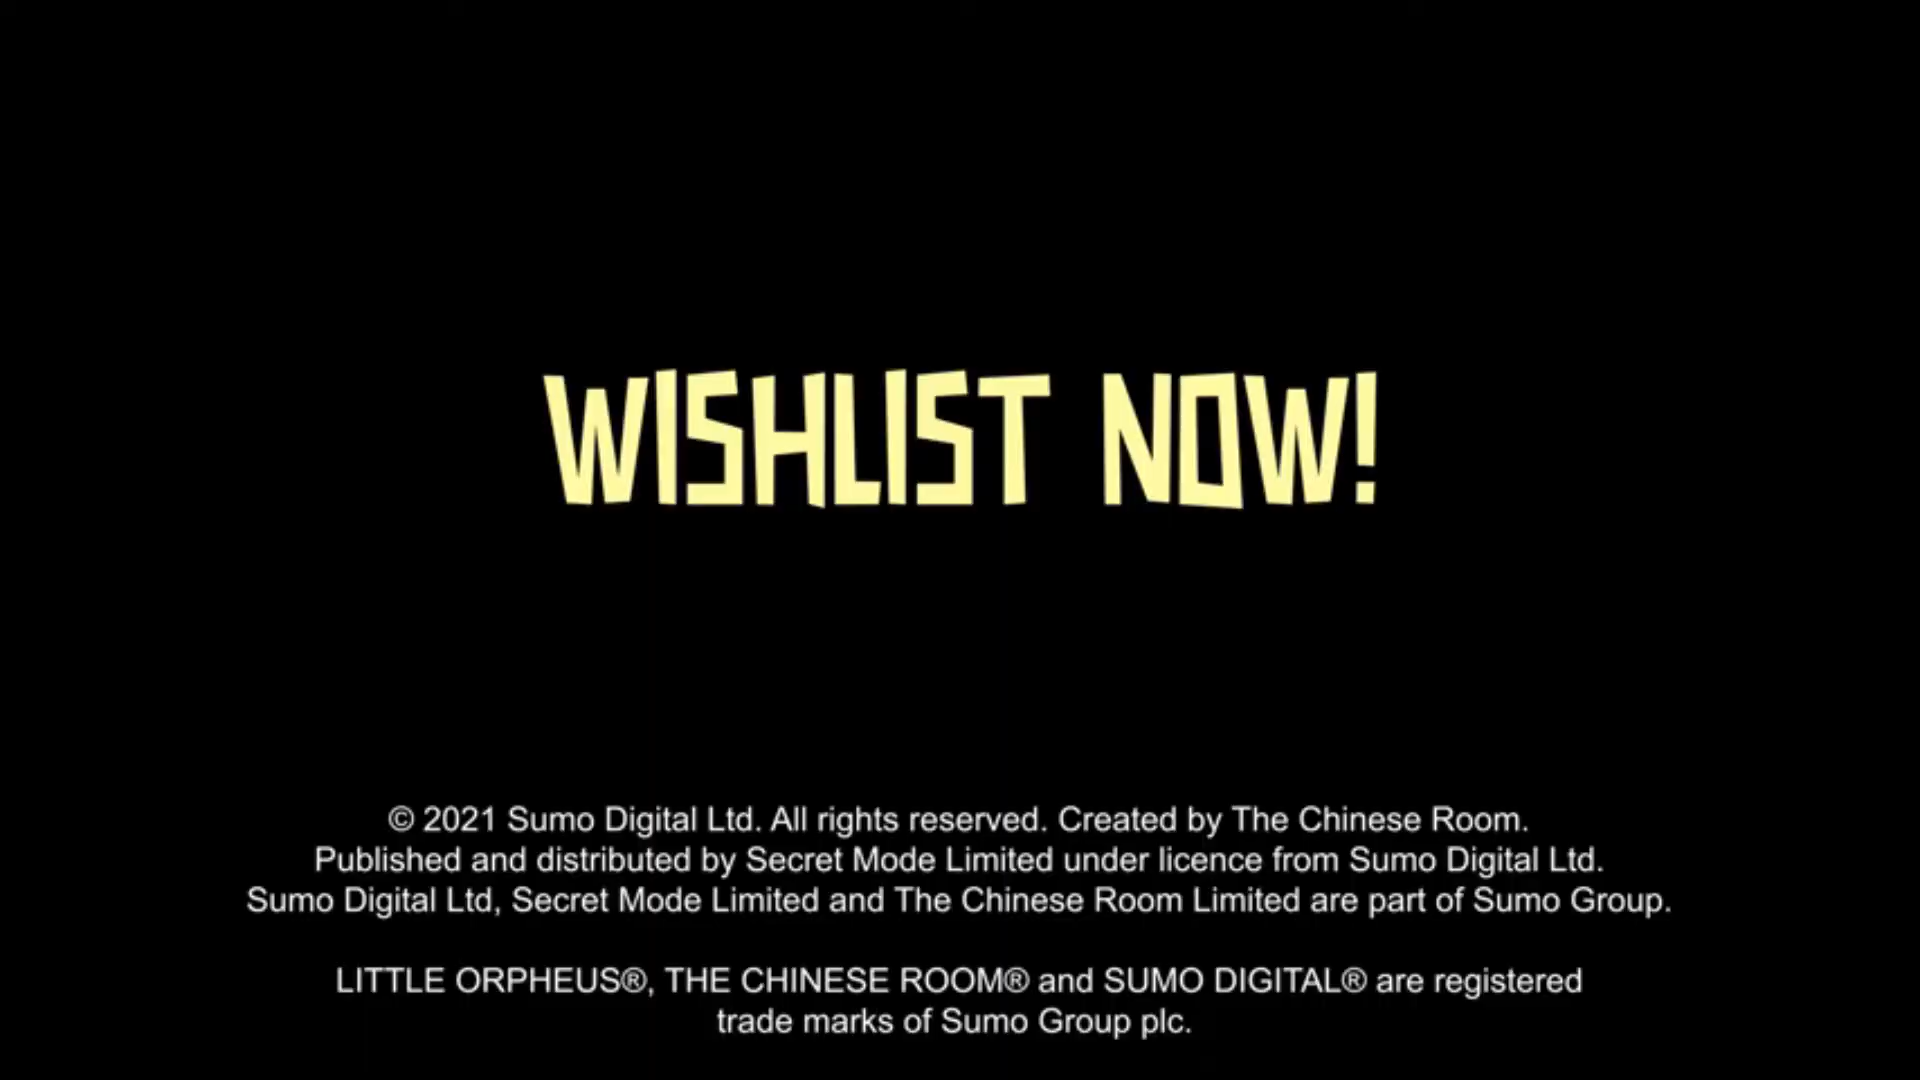 WISHLIST NOW!
© 2021 Sumo Digital Ltd. All rights reserved. Created by The Chinese Room.
Published and distributed by Secret Mode Limited under licence from Sumo Digital Ltd.
Sumo Digital Ltd, Secret Mode Limited and The Chinese Room Limited are part of Sumo Group.
LITTLE ORPHEUS®, THE CHINESE ROOM® and SUMO DIGITAL® are registered
trade marks of Sumo Group plc.